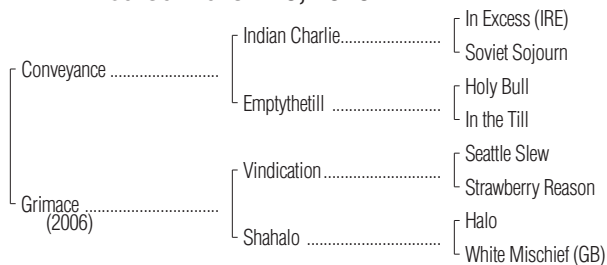 In Excess (IRE)
Indian Charlie
Soviet Sojourn
Conveyance
Holy Bull
Emptythetill
In the Till
Seattle Slew
Vindication
Strawberry Reason
Grimace
(2006)
Halo
Shahalo
White Mischief (GB)